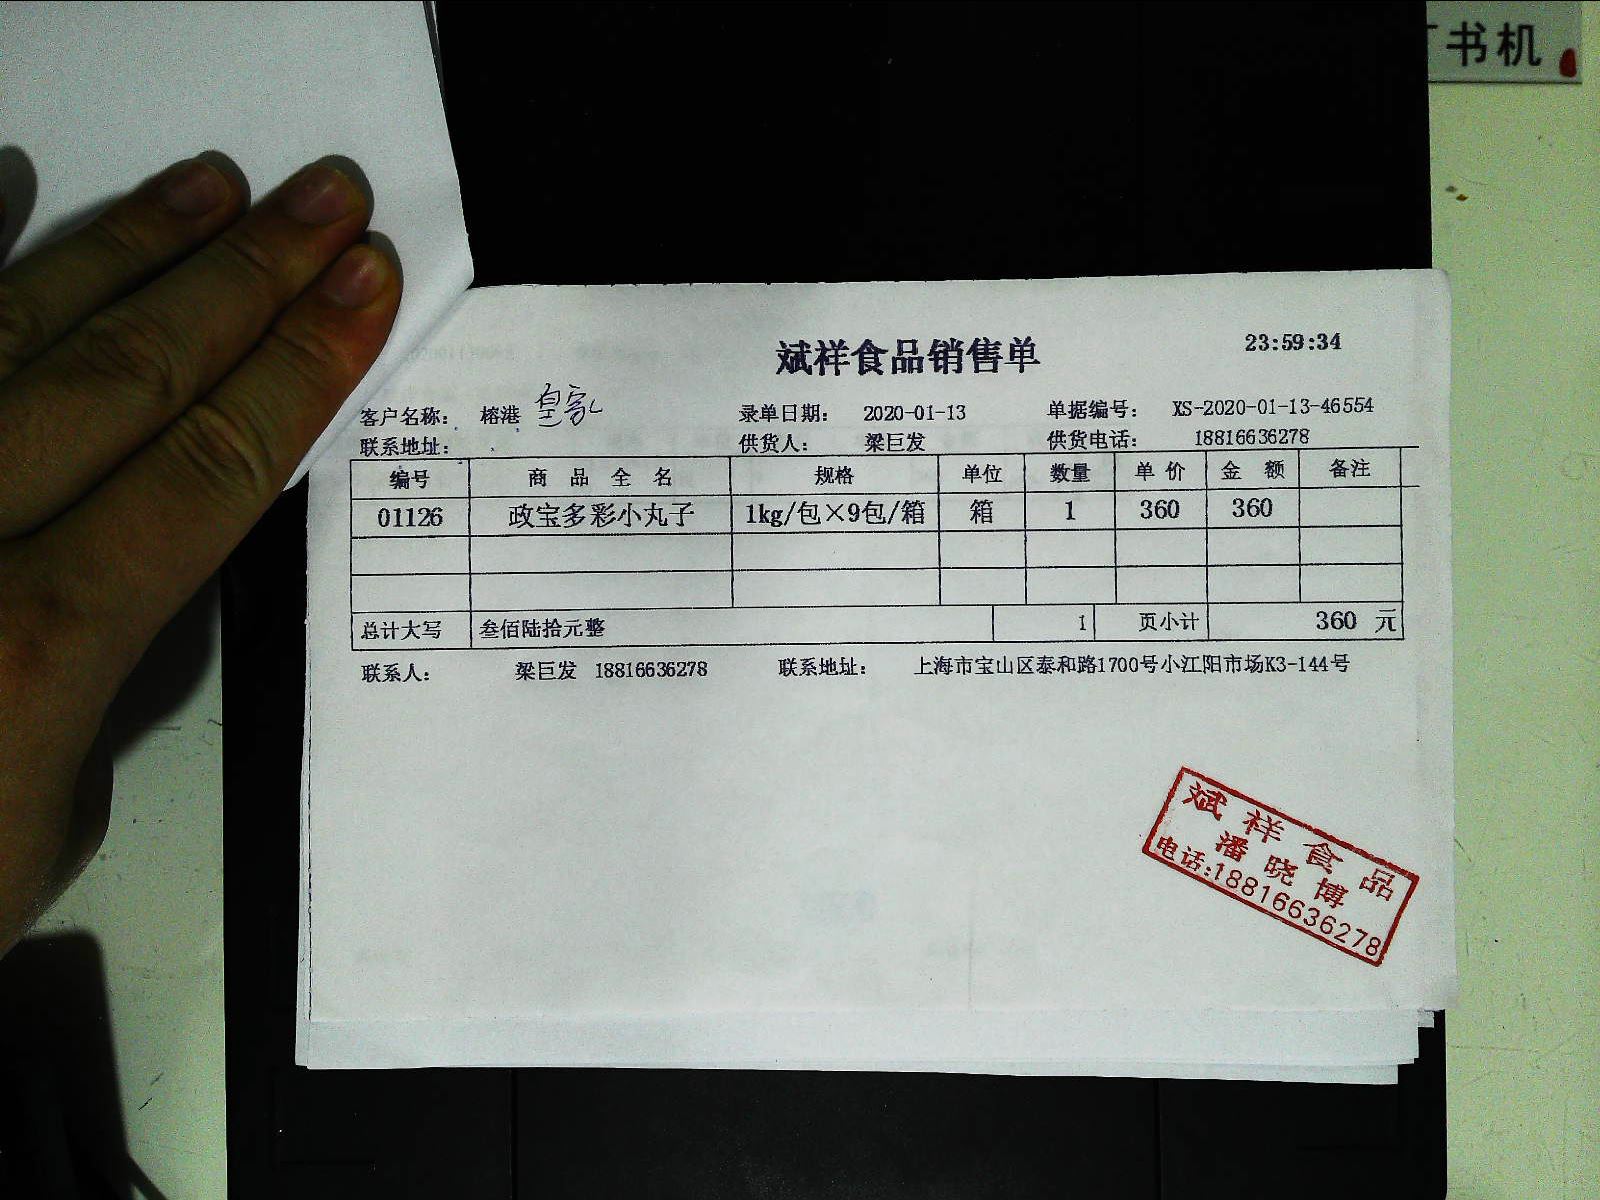 书机
斌祥食品销售单
23:59:34
客户名称： 榕港 皇家 录单日期： 2020-01-13 单据编号： XS-2020-01-13-46554
联系地址： 供货人： 梁巨发 供货电话： 18816636278
编号 商品全名 规格 单位 数量 单价 金额 备注
01126 政宝多彩小丸子 1kg/包×9包/箱 箱 1 360 360
总计大写 叁佰陆拾元整 1 页小计 360 元
联系人： 梁巨发 18816636278 联系地址： 上海市宝山区泰和路1700号小江阳市场K3-144号
斌祥食品
潘晓博
电话:18816636278